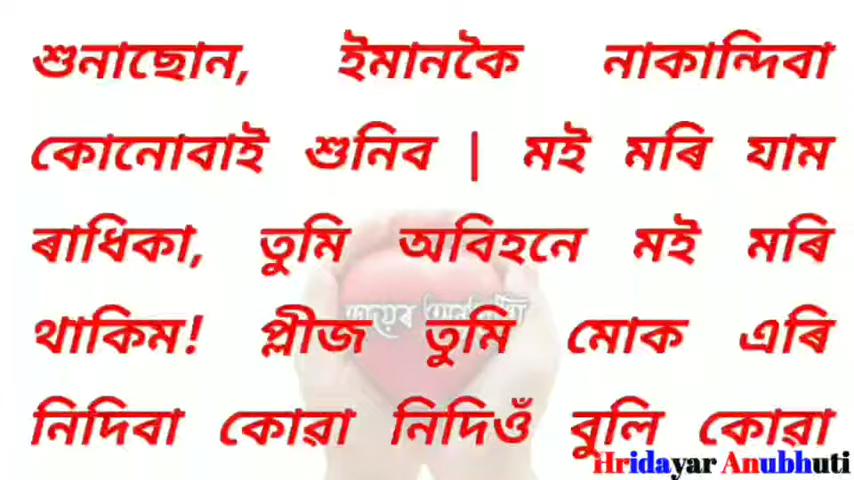 শুনাছোন, ইমানকৈ নাকান্দিবা
কোনোবাই শুনিব | মই মৰি যাম
ৰাধিকা, তুমি অবিহনে মই মৰি
থাকিম! প্লীজ তুমি মোক এৰি
নিদিবা কোৱা নিদিওঁ বুলি কোৱা
Hridayar Anubhuti